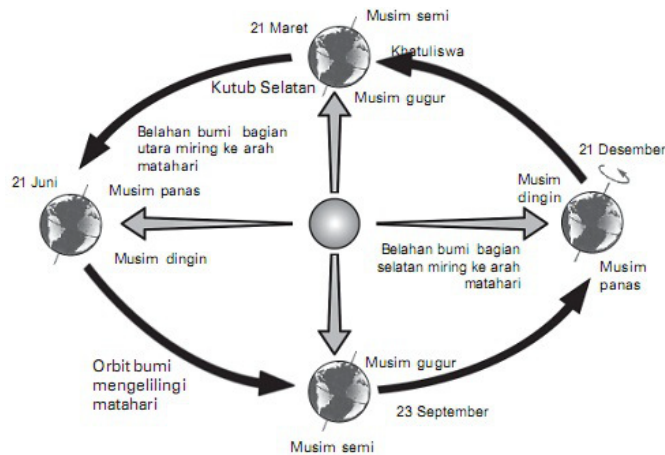 Musim semi
21 Maret
Khatuliswa
Kutub Selatan
Musim gugur
Belahan bumi bagian
utara miring ke arah
matahari
21 Desember
21 Juni
Musim panas
Musim
dingin
Musim dingin
Belahan bumi bagian
selatan miring ke arah
matahari
Musim
panas
Orbit bumi
mengelilingi
matahari
Musim gugur
23 September
Musim semi